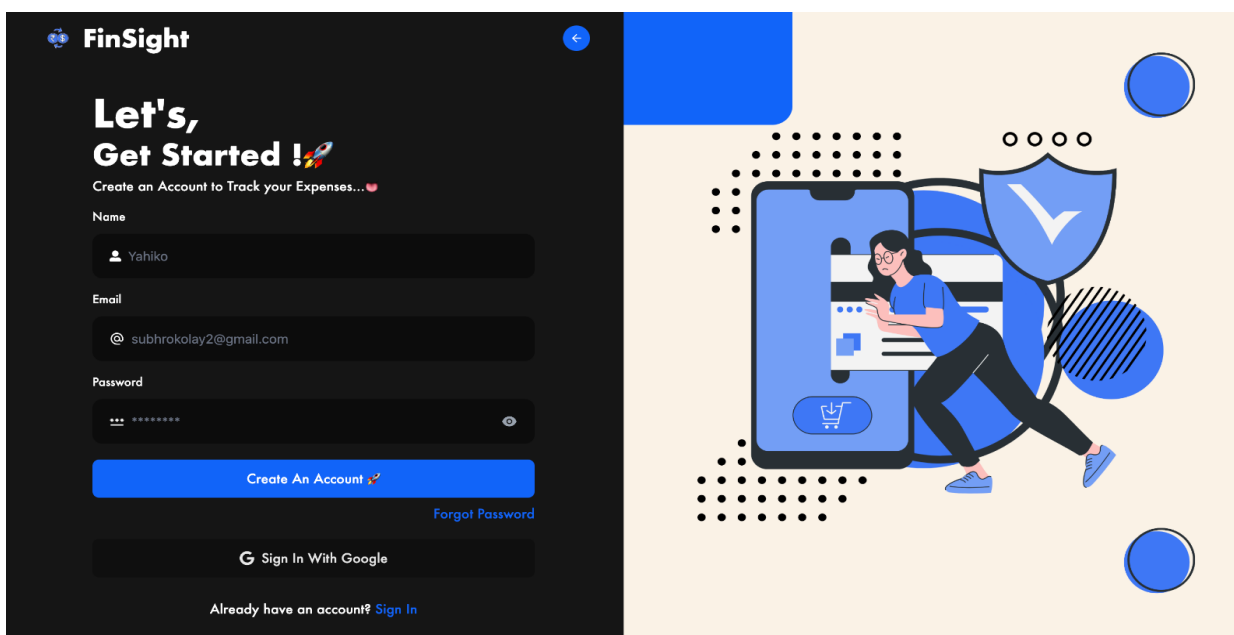 FinSight
Let's,
Get Started !🚀
Create an Account to Track your Expenses...👅
Name
Yahiko
Email
subhrokolay2@gmail.com
Password
********
Create An Account 🚀
Forgot Password
G Sign In With Google
Already have an account? Sign In